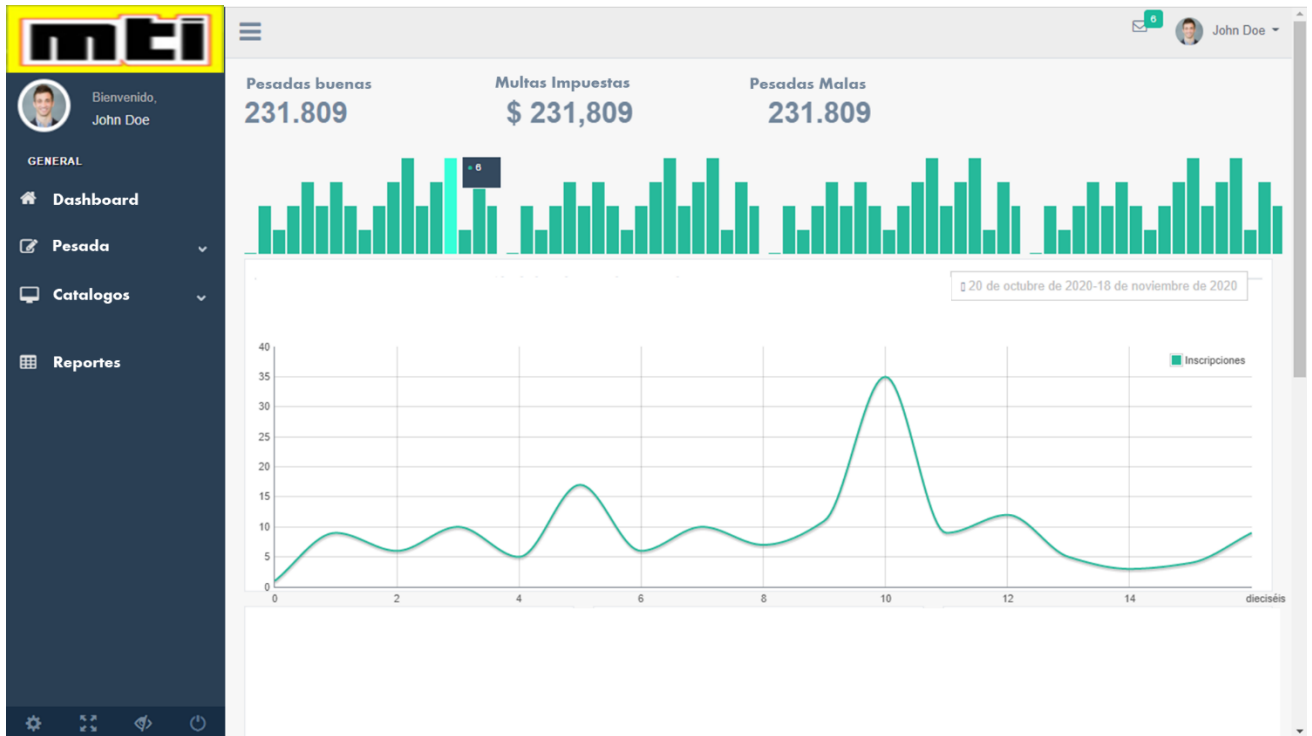 mti
6
John Doe
Bienvenido,
John Doe
GENERAL
Dashboard
Pesada
Catalogos
Reportes
Pesadas buenas
231.809
Multas Impuestas
$ 231,809
Pesadas Malas
231.809
6
20 de octubre de 2020-18 de noviembre de 2020
Inscripciones
40
35
30
25
20
15
10
5
0
0 2 4 6 8 10 12 14 dieciséis